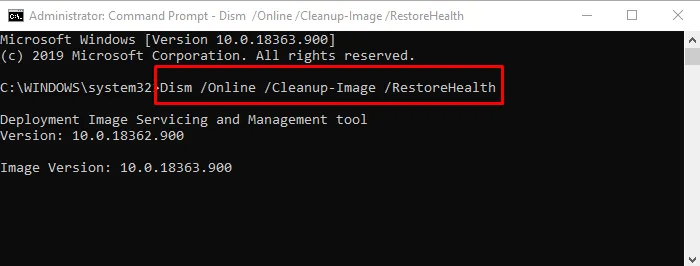 Administrator: Command Prompt - Dism  /Online /Cleanup-Image /RestoreHealth
Microsoft Windows [Version 10.0.18363.900]
(c) 2019 Microsoft Corporation. All rights reserved.
C:\WINDOWS\system32>Dism /Online /Cleanup-Image /RestoreHealth
Deployment Image Servicing and Management tool
Version: 10.0.18362.900
Image Version: 10.0.18363.900